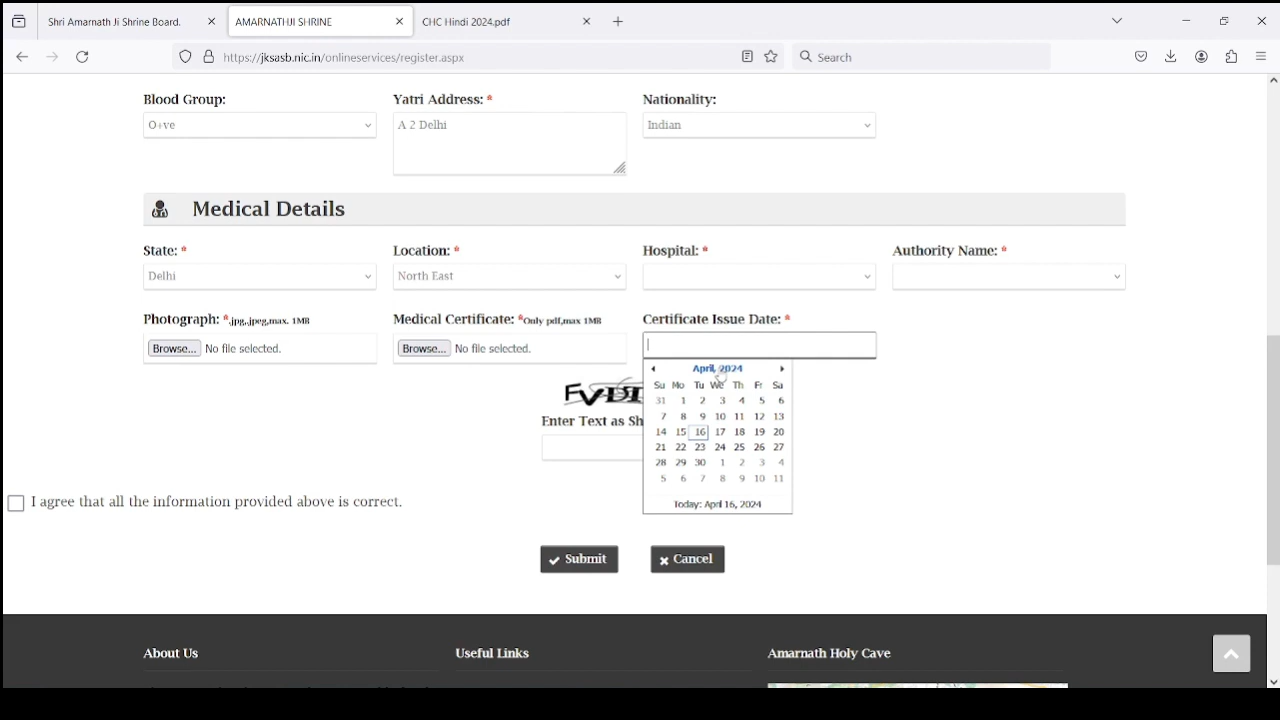 Shri Amarnath Ji Shrine Board.
AMARNATHJI SHRINE
CHC Hindi 2024.pdf
https://jksasb.nic.in/onlineservices/register.aspx
Search
Blood Group: Yatri Address: * Nationality:
O+ve A 2 Delhi Indian
Medical Details
State: * Location: * Hospital: * Authority Name: *
Delhi North East
Photograph: *.jpg,.jpeg,max. 1MB Medical Certificate: *Only pdf,max 1MB Certificate Issue Date: *
Browse... No file selected. Browse... No file selected.
April, 2024
Su Mo Tu We Th Fr Sa
31 1 2 3 4 5 6
7 8 9 10 11 12 13
Enter Text as Sh
14 15 16 17 18 19 20
21 22 23 24 25 26 27
28 29 30 1 2 3 4
5 6 7 8 9 10 11
Today: April 16, 2024
I agree that all the information provided above is correct.
Submit Cancel
About Us Useful Links Amarnath Holy Cave